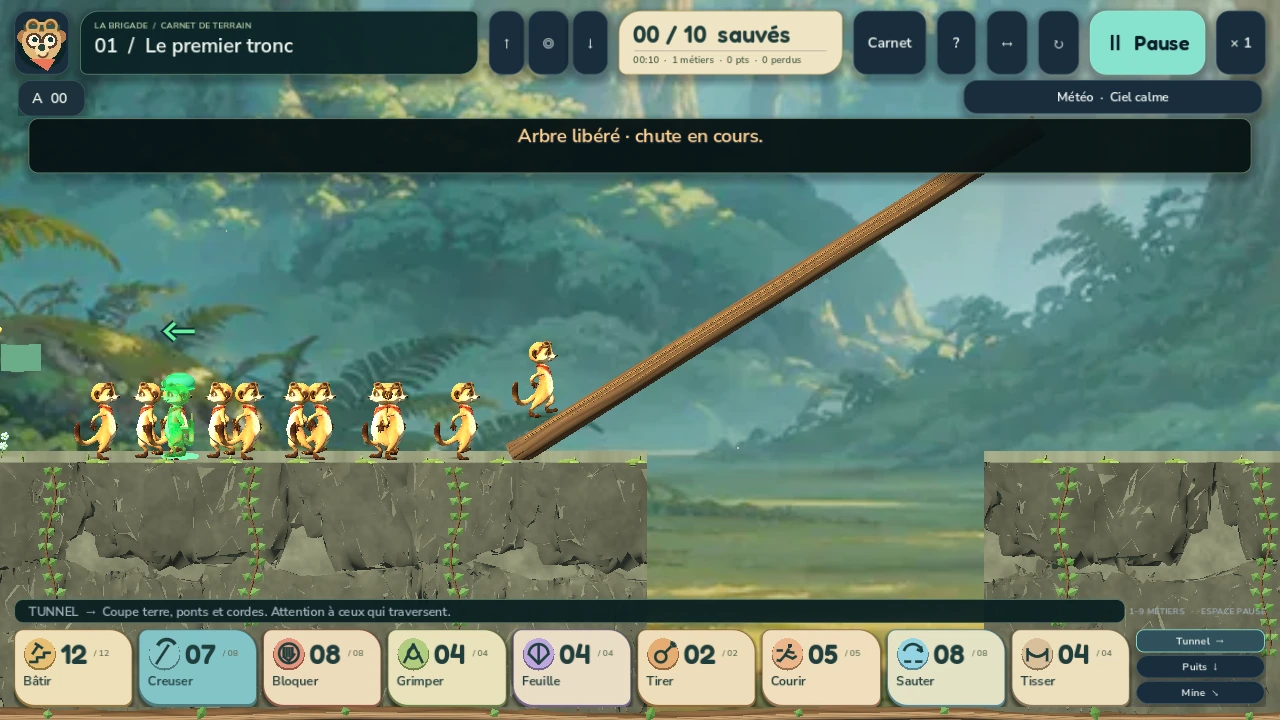 LA BRIGADE / CARNET DE TERRAIN
01 / Le premier tronc
↑
◎
↓
00 / 10 sauvés
00:10 · 1 métiers · 0 pts · 0 perdus
Carnet
?
↔
↻
Pause
× 1
A 00
Météo · Ciel calme
Arbre libéré · chute en cours.
TUNNEL → Coupe terre, ponts et cordes. Attention à ceux qui traversent.
1–9 MÉTIERS · ESPACE PAUSE
12 / 12
Bâtir
07 / 08
Creuser
08 / 08
Bloquer
04 / 04
Grimper
04 / 04
Feuille
02 / 02
Tirer
05 / 05
Courir
08 / 08
Sauter
04 / 04
Tisser
Tunnel →
Puits ↓
Mine ↘